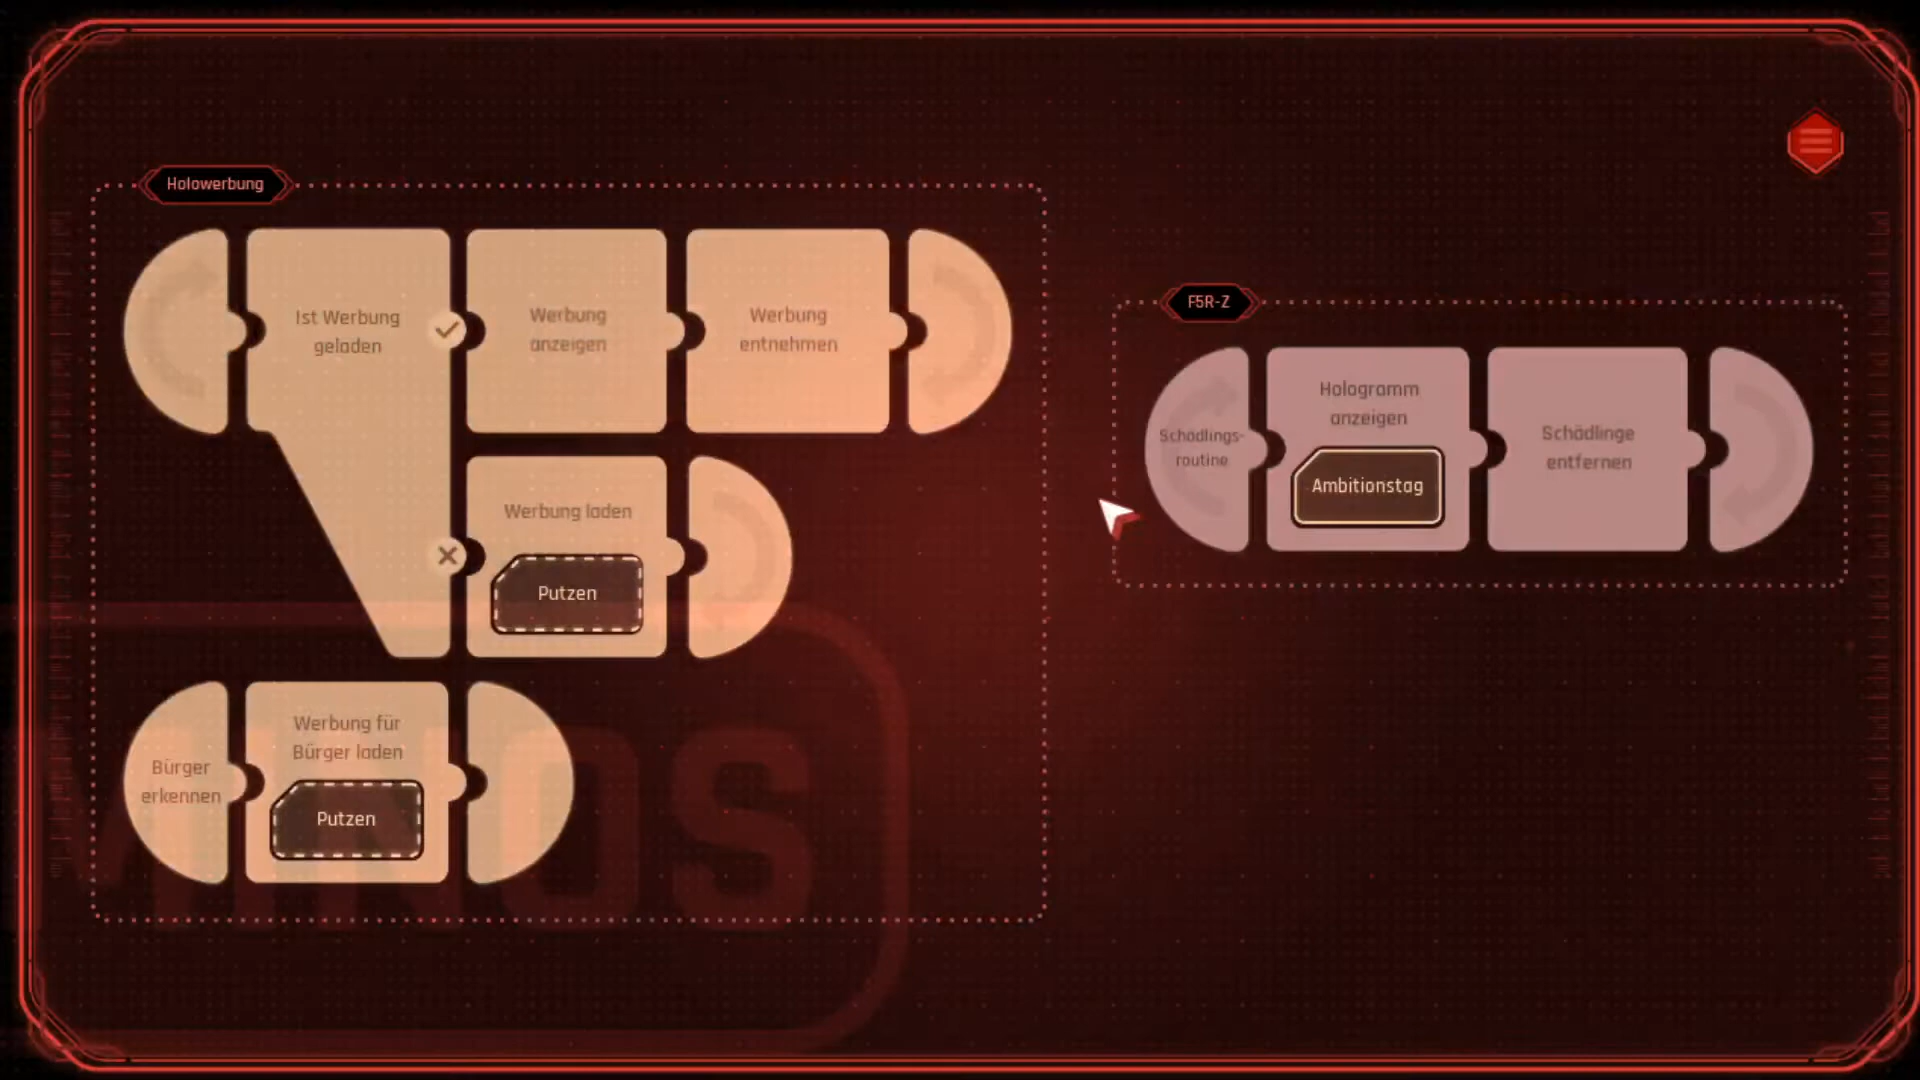 Holowerbung
Ist Werbung
geladen
Werbung
anzeigen
Werbung
entnehmen
Werbung laden
Putzen
Bürger
erkennen
Werbung für
Bürger laden
Putzen
F5R-Z
Schädlings-
routine
Hologramm
anzeigen
Ambitionstag
Schädlinge
entfernen
MINOS